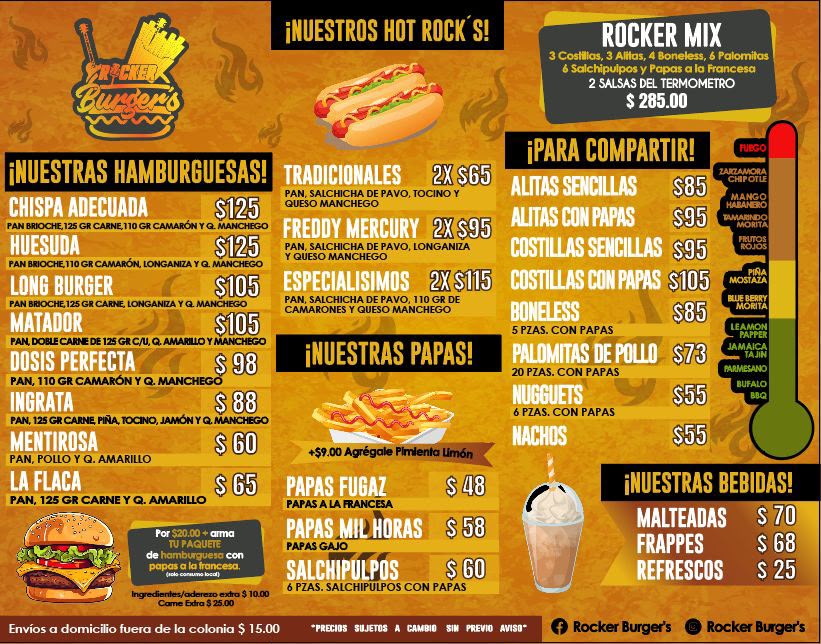 ROCKER
Burger's
¡NUESTRAS HAMBURGUESAS!
CHISPA ADECUADA $125
PAN BRIOCHE,125 GR CARNE,110 GR CAMARÓN Y Q. MANCHEGO
HUESUDA $125
PAN BRIOCHE,110 GR CAMARÓN, LONGANIZA Y Q. MANCHEGO
LONG BURGER $105
PAN BRIOCHE,125 GR CARNE, LONGANIZA Y Q. MANCHEGO
MATADOR $105
PAN, DOBLE CARNE DE 125 GR C/U, Q. AMARILLO Y MANCHEGO
DOSIS PERFECTA $ 98
PAN, 110 GR CAMARÓN Y Q. MANCHEGO
INGRATA $ 88
PAN, 125 GR CARNE, PIÑA, TOCINO, JAMÓN Y Q. MANCHEGO
MENTIROSA $ 60
PAN, POLLO Y Q. AMARILLO
LA FLACA $ 65
PAN, 125 GR CARNE Y Q. AMARILLO
Por $20.00 + arma
TU PAQUETE
de hamburguesa con
papas a la francesa.
(solo consumo local)
Ingredientes/aderezo extra $ 10.00
Carne Extra $ 25.00
¡NUESTROS HOT ROCK´S!
TRADICIONALES 2X $65
PAN, SALCHICHA DE PAVO, TOCINO Y
QUESO MANCHEGO
FREDDY MERCURY 2X $95
PAN, SALCHICHA DE PAVO, LONGANIZA
Y QUESO MANCHEGO
ESPECIALISIMOS 2X $115
PAN, SALCHICHA DE PAVO, 110 GR DE
CAMARONES Y QUESO MANCHEGO
¡NUESTRAS PAPAS!
+$9.00 Agrégale Pimienta Limón
PAPAS FUGAZ $ 48
PAPAS A LA FRANCESA
PAPAS MIL HORAS $ 58
PAPAS GAJO
SALCHIPULPOS $ 60
6 PZAS. SALCHIPULPOS CON PAPAS
ROCKER MIX
3 Costillas, 3 Alitas, 4 Boneless, 6 Palomitas
6 Salchipulpos y Papas a la Francesa
2 SALSAS DEL TERMOMETRO
$ 285.00
¡PARA COMPARTIR!
ALITAS SENCILLAS $85
ALITAS CON PAPAS $95
COSTILLAS SENCILLAS $95
COSTILLAS CON PAPAS $105
BONELESS $85
5 PZAS. CON PAPAS
PALOMITAS DE POLLO $73
20 PZAS. CON PAPAS
NUGGUETS $55
6 PZAS. CON PAPAS
NACHOS $55
FUEGO
ZARZAMORA
CHIPOTLE
MANGO
HABANERO
TAMARINDO
MORITA
FRUTOS
ROJOS
PIÑA
MOSTAZA
BLUE BERRY
MORITA
LEAMON
PAPPER
JAMAICA
TAJIN
PARMESANO
BUFALO
BBQ
¡NUESTRAS BEBIDAS!
MALTEADAS $ 70
FRAPPES $ 68
REFRESCOS $ 25
Envíos a domicilio fuera de la colonia $ 15.00
*PRECIOS SUJETOS A CAMBIO SIN PREVIO AVISO*
Rocker Burger's
Rocker Burger's